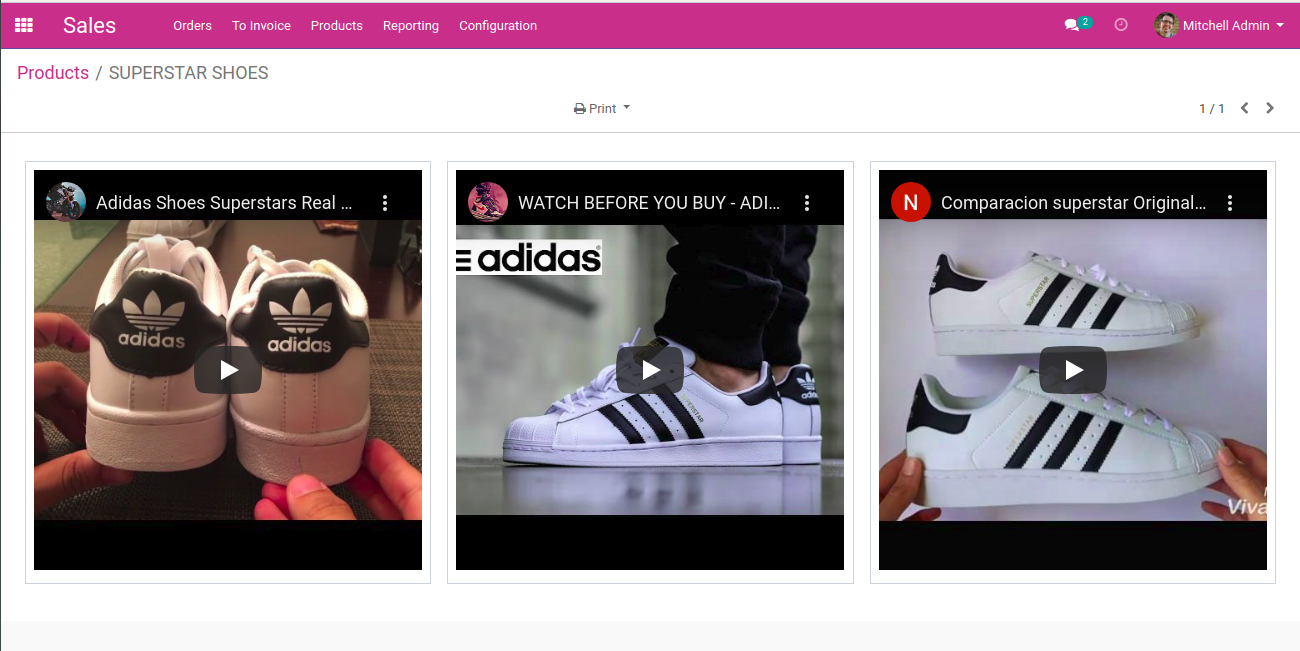 Sales
Orders
To Invoice
Products
Reporting
Configuration
2
Mitchell Admin
Products / SUPERSTAR SHOES
Print
1 / 1
Adidas Shoes Superstars Real ...
adidas
adidas
WATCH BEFORE YOU BUY - ADI...
adidas
SUPERSTAR
adidas
N
Comparacion superstar Original...
SUPERSTAR
Viva